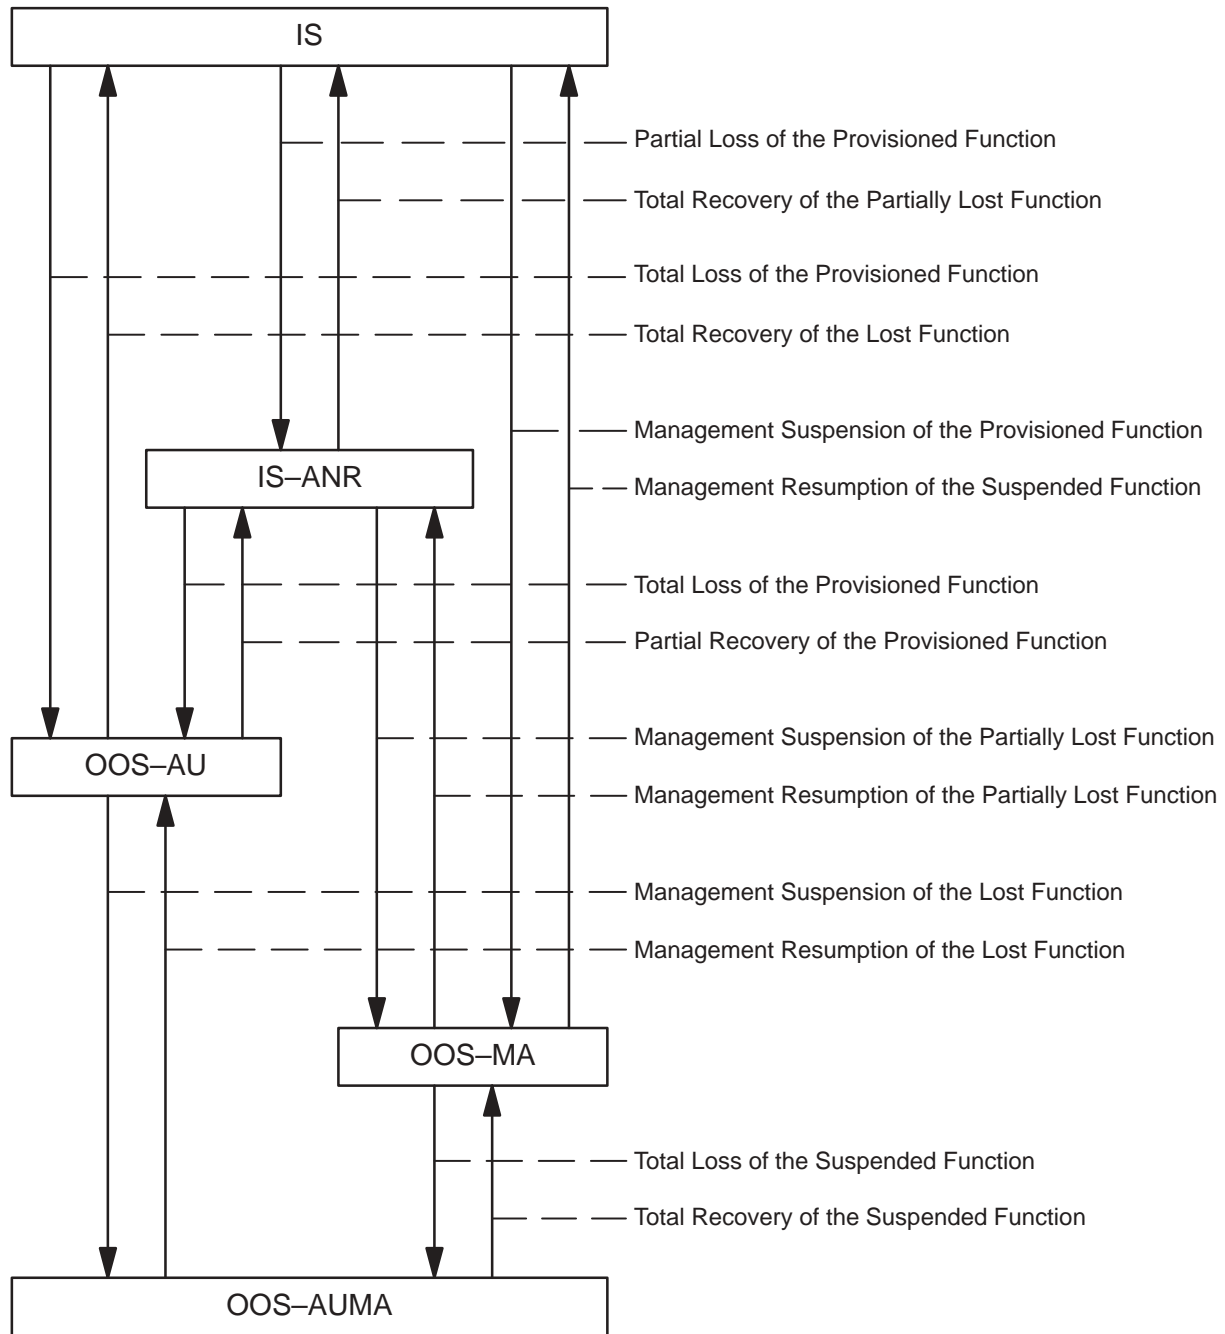 IS
Partial Loss of the Provisioned Function
Total Recovery of the Partially Lost Function
Total Loss of the Provisioned Function
Total Recovery of the Lost Function
Management Suspension of the Provisioned Function
IS–ANR
Management Resumption of the Suspended Function
Total Loss of the Provisioned Function
Partial Recovery of the Provisioned Function
Management Suspension of the Partially Lost Function
OOS–AU
Management Resumption of the Partially Lost Function
Management Suspension of the Lost Function
Management Resumption of the Lost Function
OOS–MA
Total Loss of the Suspended Function
Total Recovery of the Suspended Function
OOS–AUMA